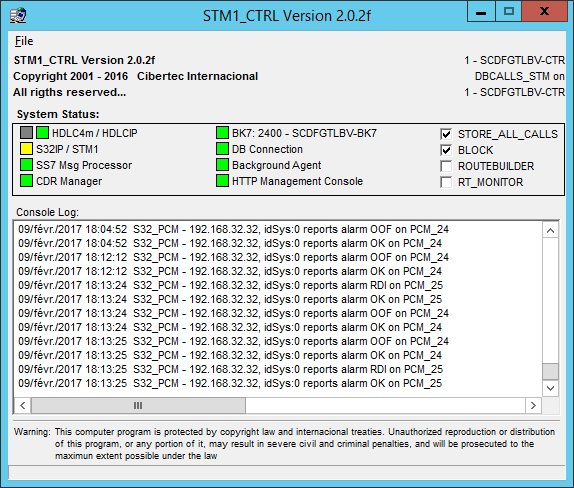 STM1_CTRL Version 2.0.2f
File
STM1_CTRL Version 2.0.2f
1 - SCDFGTLBV-CTR
Copyright 2001 - 2016 Cibertec Internacional
DBCALLS_STM on
All rigths reserved...
1 - SCDFGTLBV-CTR
System Status:
HDLC4m / HDLCIP
BK7: 2400 - SCDFGTLBV-BK7
STORE_ALL_CALLS
S32IP / STM1
DB Connection
BLOCK
SS7 Msg Processor
Background Agent
ROUTEBUILDER
CDR Manager
HTTP Management Console
RT_MONITOR
Console Log:
09/févr./2017 18:04:52 S32_PCM - 192.168.32.32, idSys:0 reports alarm OOF on PCM_24
09/févr./2017 18:04:52 S32_PCM - 192.168.32.32, idSys:0 reports alarm OK on PCM_24
09/févr./2017 18:12:12 S32_PCM - 192.168.32.32, idSys:0 reports alarm OOF on PCM_24
09/févr./2017 18:12:12 S32_PCM - 192.168.32.32, idSys:0 reports alarm OK on PCM_24
09/févr./2017 18:13:24 S32_PCM - 192.168.32.32, idSys:0 reports alarm RDI on PCM_25
09/févr./2017 18:13:24 S32_PCM - 192.168.32.32, idSys:0 reports alarm OK on PCM_25
09/févr./2017 18:13:24 S32_PCM - 192.168.32.32, idSys:0 reports alarm OOF on PCM_24
09/févr./2017 18:13:24 S32_PCM - 192.168.32.32, idSys:0 reports alarm OK on PCM_24
09/févr./2017 18:13:25 S32_PCM - 192.168.32.32, idSys:0 reports alarm OOF on PCM_24
09/févr./2017 18:13:25 S32_PCM - 192.168.32.32, idSys:0 reports alarm OK on PCM_24
09/févr./2017 18:13:25 S32_PCM - 192.168.32.32, idSys:0 reports alarm RDI on PCM_25
09/févr./2017 18:13:25 S32_PCM - 192.168.32.32, idSys:0 reports alarm OK on PCM_25
Warning: This computer program is protected by copyright law and internacional treaties. Unauthorized reproduction or distribution
of this program, or any portion of it, may result in severe civil and criminal penalties, and will be prosecuted to the
maximun extent possible under the law